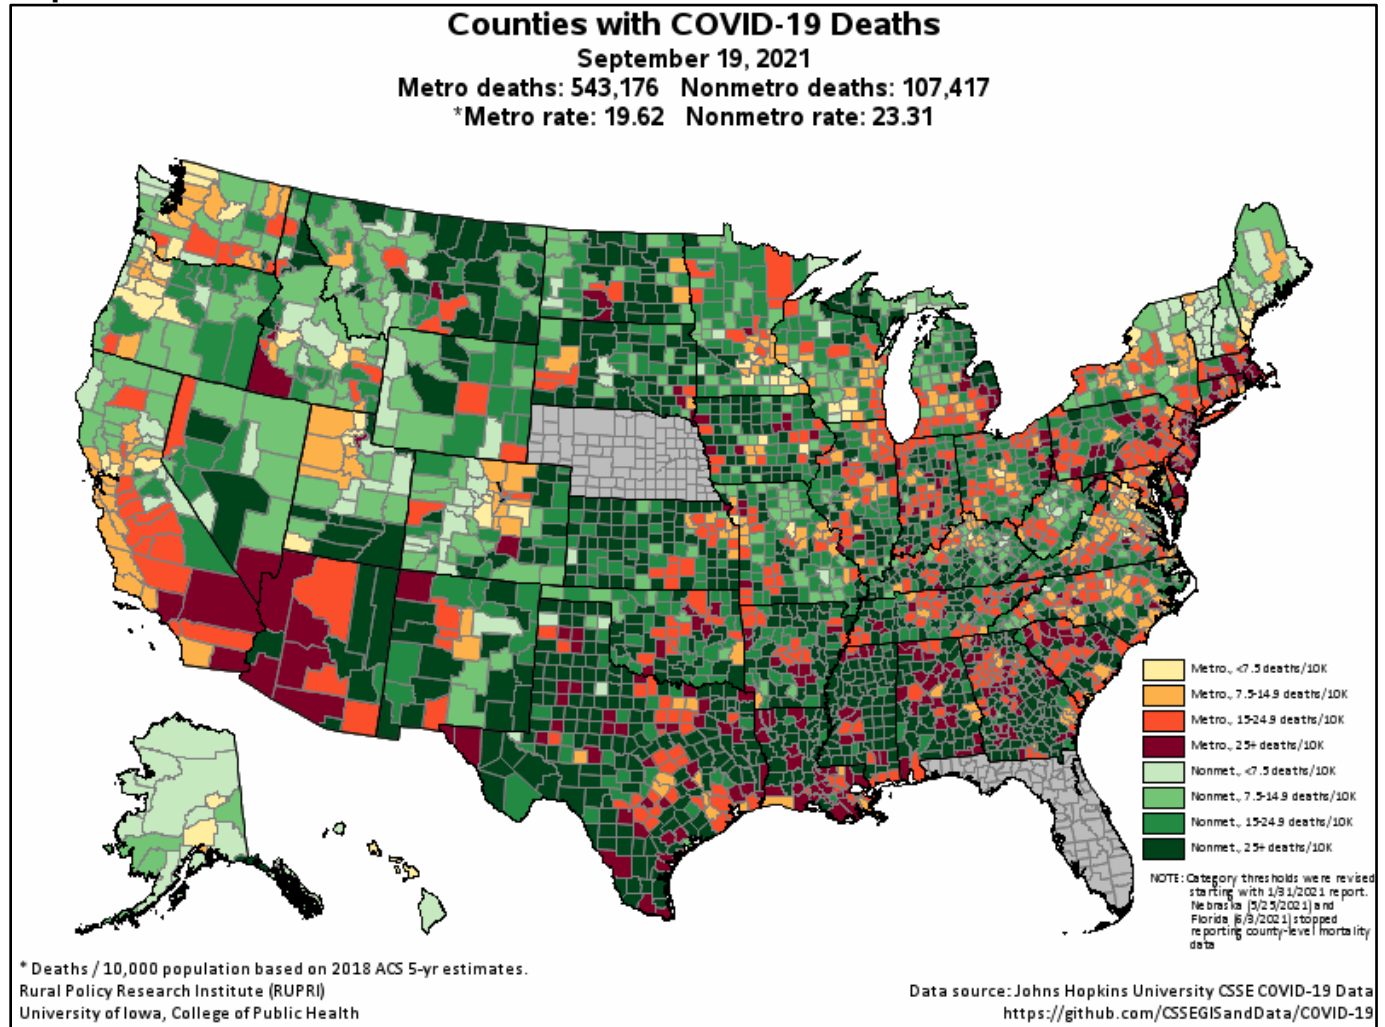 Counties with COVID-19 Deaths
September 19, 2021
Metro deaths: 543,176 Nonmetro deaths: 107,417
*Metro rate: 19.62 Nonmetro rate: 23.31
Metro., <7.5 deaths/10K
Metro., 7.5-14.9 deaths/10K
Metro., 15-24.9 deaths/10K
Metro., 25+ deaths/10K
Nonmet., <7.5 deaths/10K
Nonmet., 7.5-14.9 deaths/10K
Nonmet., 15-24.9 deaths/10K
Nonmet., 25+ deaths/10K
NOTE: Category thresholds were revised
starting with 1/31/2021 report.
Nebraska (5/25/2021) and
Florida (6/3/2021) stopped
reporting county-level mortality
data
* Deaths / 10,000 population based on 2018 ACS 5-yr estimates.
Rural Policy Research Institute (RUPRI)
University of Iowa, College of Public Health
Data source: Johns Hopkins University CSSE COVID-19 Data
https://github.com/CSSEGISandData/COVID-19